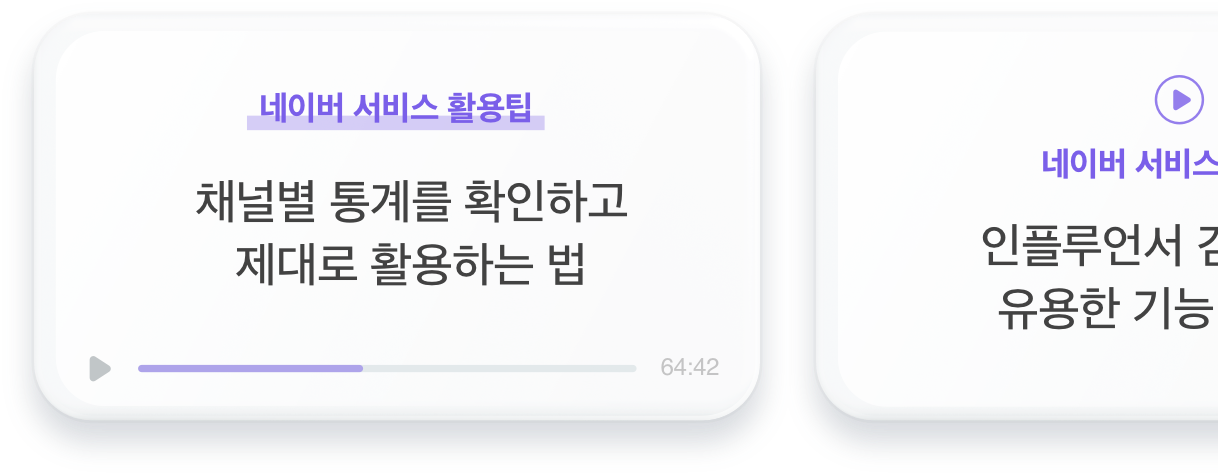 네이버 서비스 활용팁
채널별 통계를 확인하고
제대로 활용하는 법
64:42
네이버 서비스
인플루언서
유용한 기능